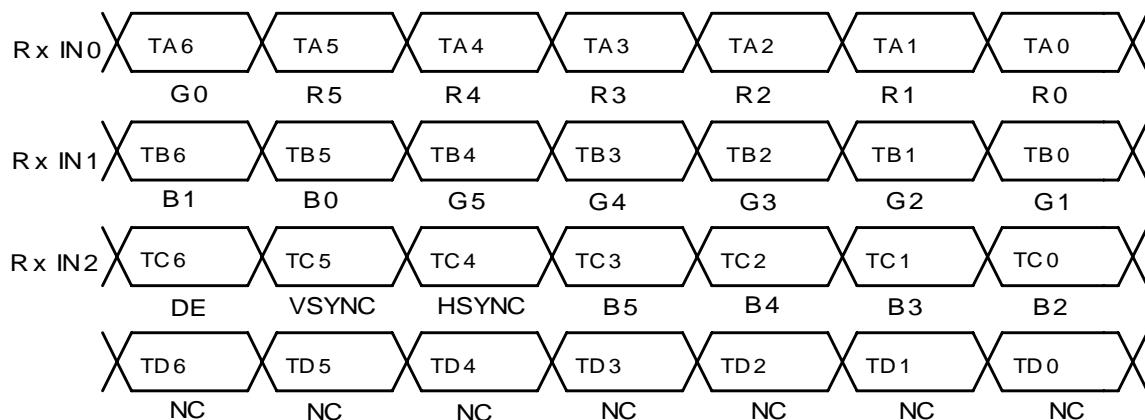 Rx IN0 TA6 TA5 TA4 TA3 TA2 TA1 TA0
G0 R5 R4 R3 R2 R1 R0
Rx IN1 TB6 TB5 TB4 TB3 TB2 TB1 TB0
B1 B0 G5 G4 G3 G2 G1
Rx IN2 TC6 TC5 TC4 TC3 TC2 TC1 TC0
DE VSYNC HSYNC B5 B4 B3 B2
TD6 TD5 TD4 TD3 TD2 TD1 TD0
NC NC NC NC NC NC NC